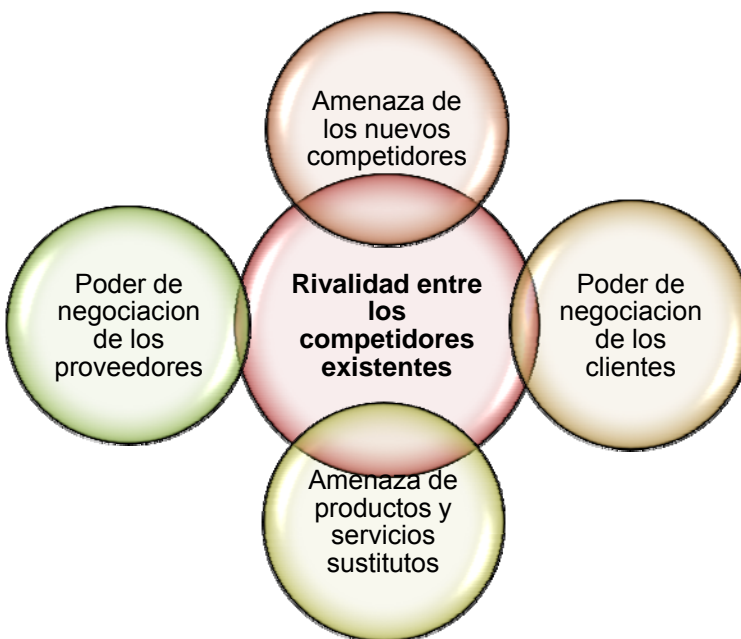 Amenaza de
los nuevos
competidores
Poder de
negociacion
de los
proveedores
Rivalidad entre
los
competidores
existentes
Poder de
negociacion
de los
clientes
Amenaza de
productos y
servicios
sustitutos